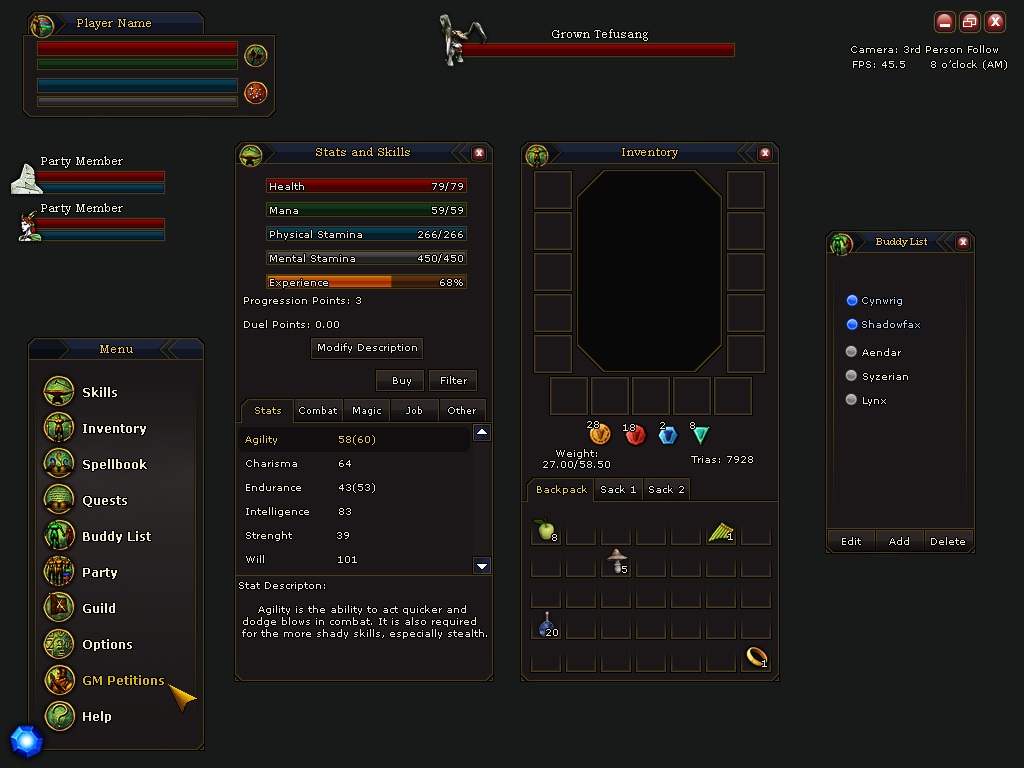 Player Name
Grown Tefusang
Camera: 3rd Person Follow
FPS: 45.5 8 o'clock (AM)
Party Member
Party Member
Menu
Skills
Inventory
Spellbook
Quests
Buddy List
Party
Guild
Options
GM Petitions
Help
Stats and Skills
Health 79/79
Mana 59/59
Physical Stamina 266/266
Mental Stamina 450/450
Experience 68%
Progression Points: 3
Duel Points: 0.00
Modify Description
Buy Filter
Stats Combat Magic Job Other
Agility 58(60)
Charisma 64
Endurance 43(53)
Intelligence 83
Strenght 39
Will 101
Stat Descripton:
Agility is the ability to act quicker and
dodge blows in combat. It is also required
for the more shady skills, especially stealth.
Inventory
28 18 2 8
Weight:
27.00/58.50
Trias: 7928
Backpack Sack 1 Sack 2
8 1
5
20
1
Buddy List
Cynwrig
Shadowfax
Aendar
Syzerian
Lynx
Edit Add Delete